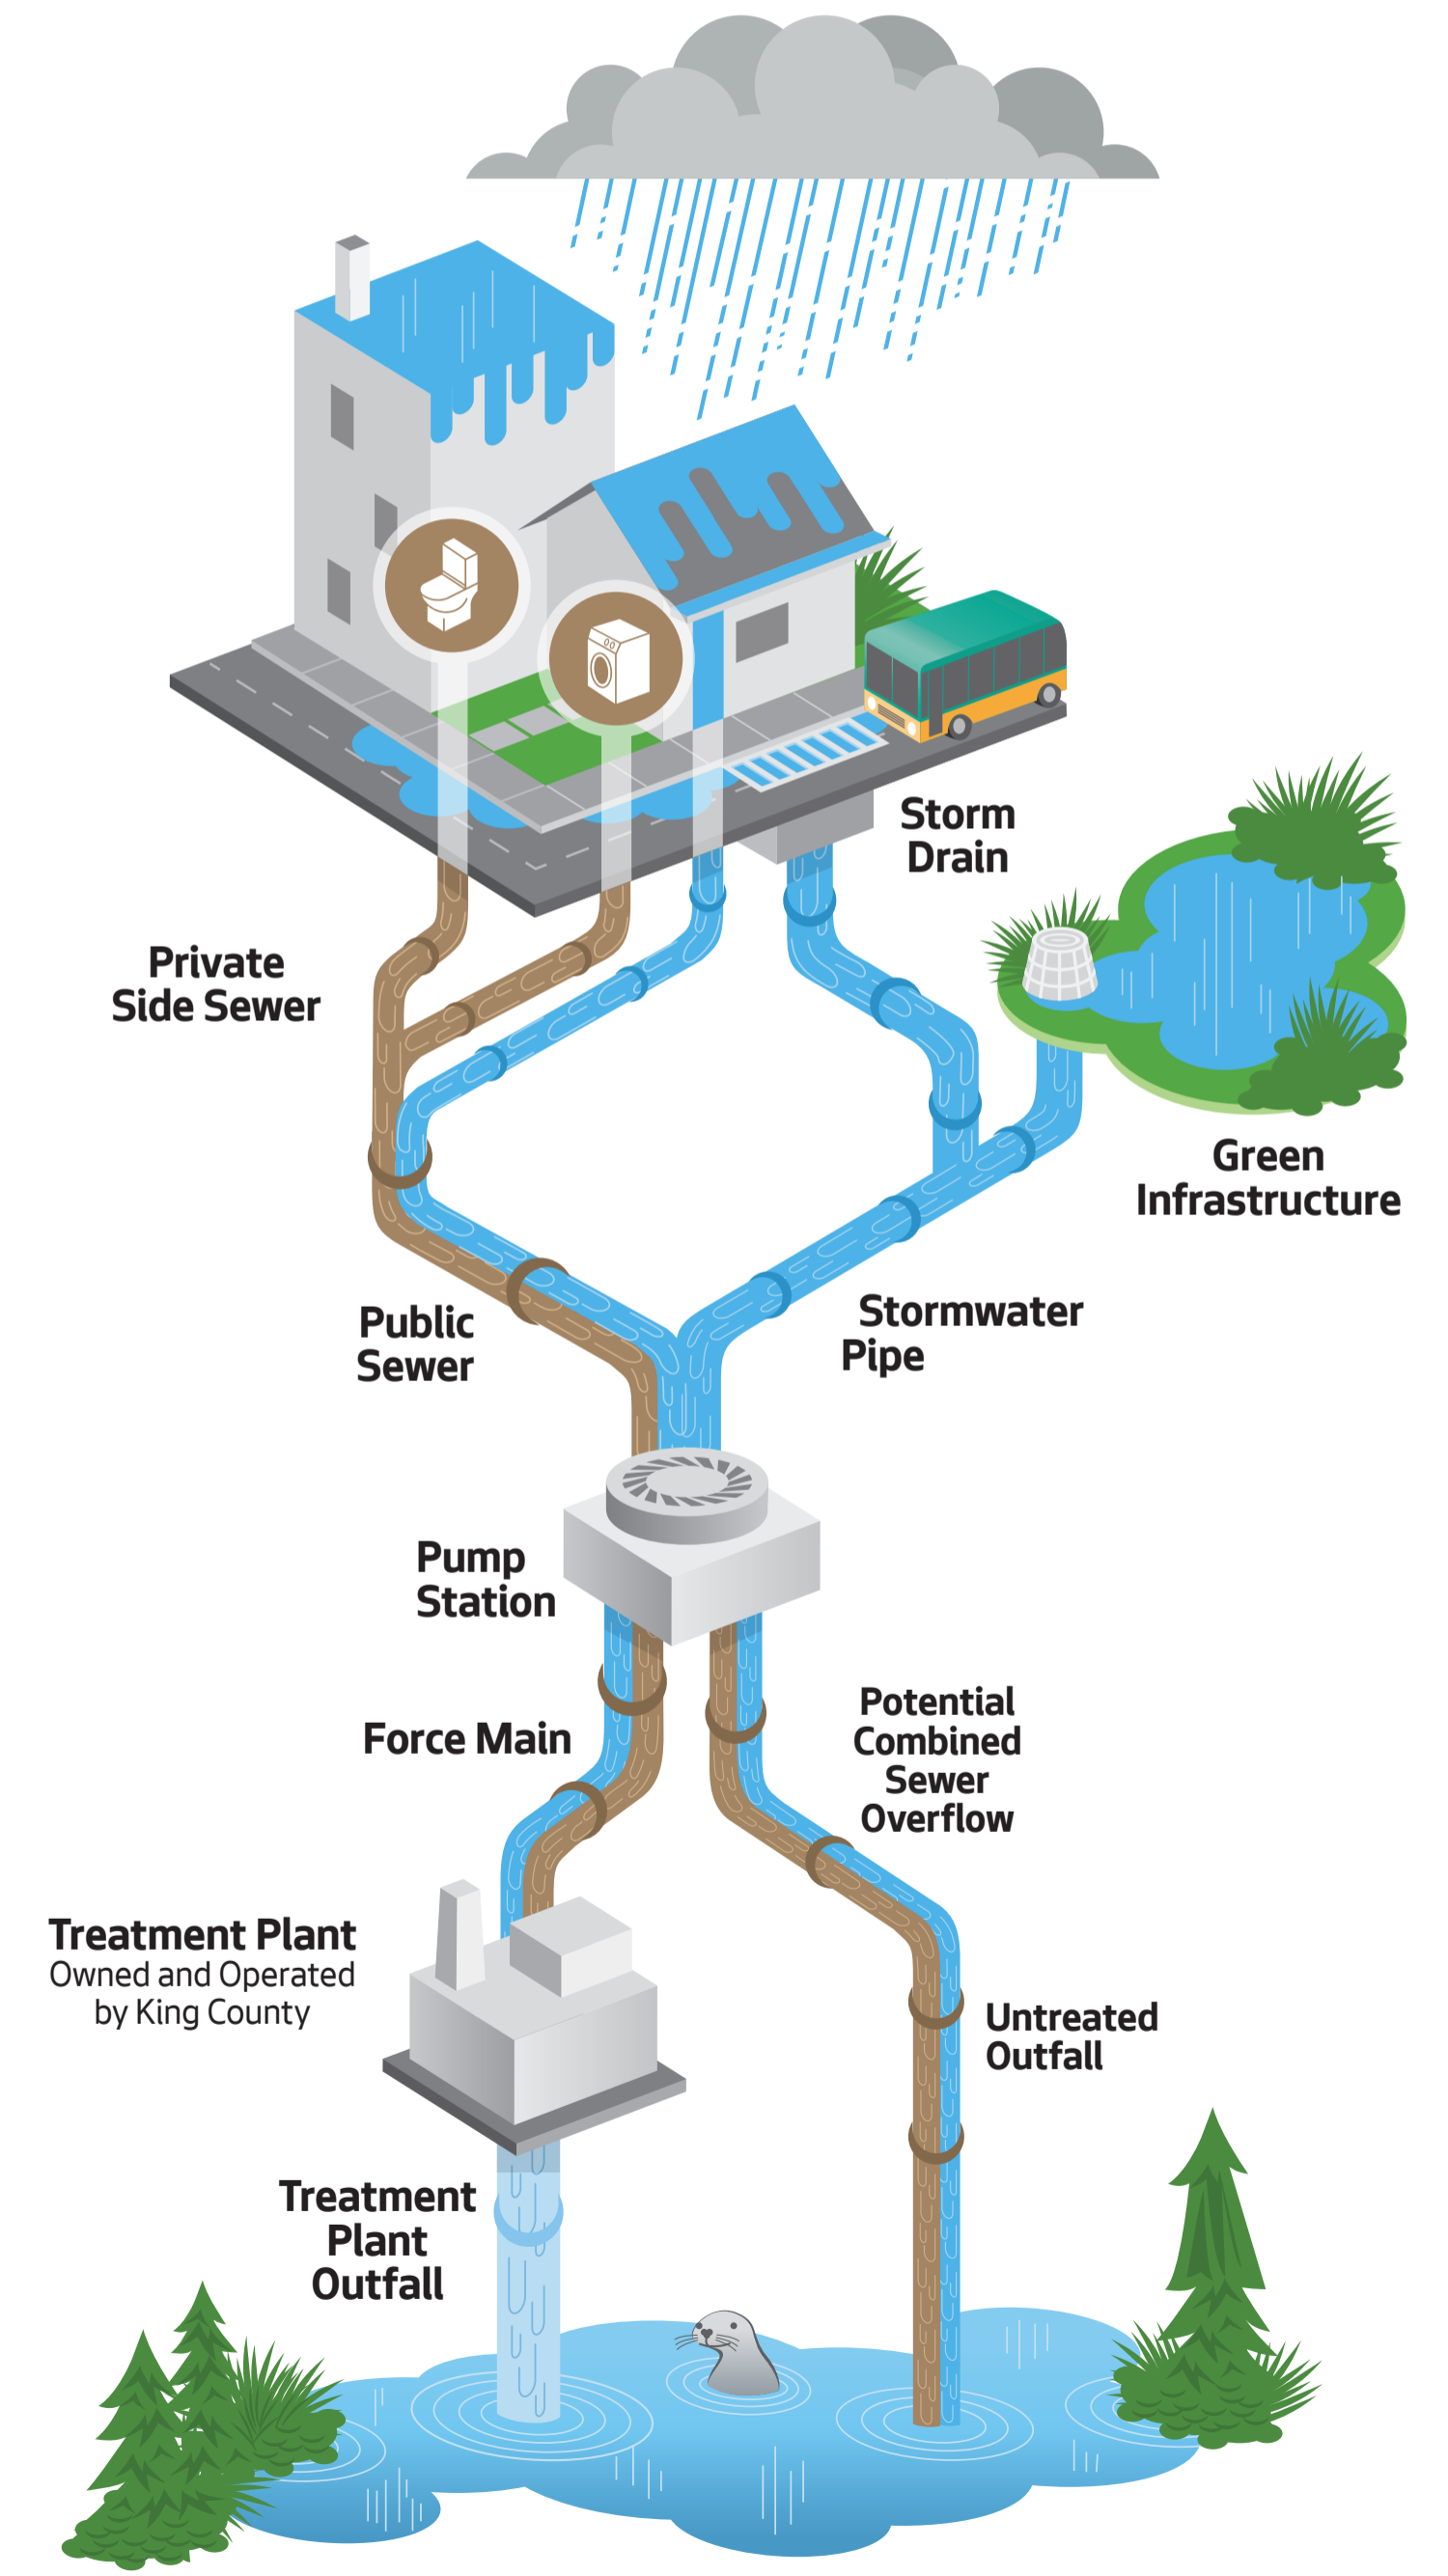 Storm
Drain
Private
Side Sewer
Green
Infrastructure
Public
Sewer
Stormwater
Pipe
Pump
Station
Force Main
Potential
Combined
Sewer
Overflow
Treatment Plant
Owned and Operated
by King County
Untreated
Outfall
Treatment
Plant
Outfall